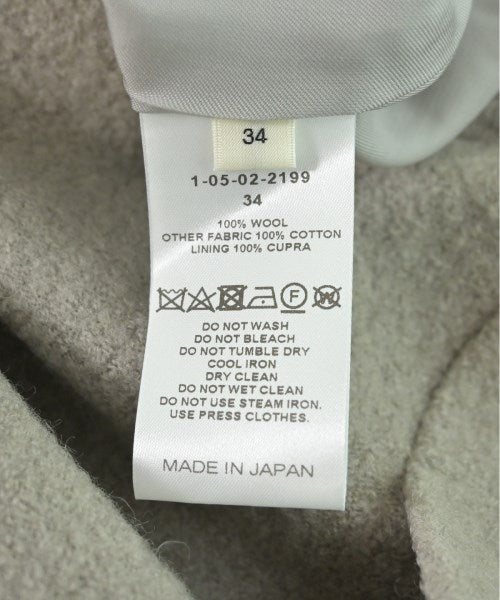 34
1-05-02-2199
34
100% WOOL
OTHER FABRIC 100% COTTON
LINING 100% CUPRA
F W
DO NOT WASH
DO NOT BLEACH
DO NOT TUMBLE DRY
COOL IRON
DRY CLEAN
DO NOT WET CLEAN
DO NOT USE STEAM IRON.
USE PRESS CLOTHES.
MADE IN JAPAN